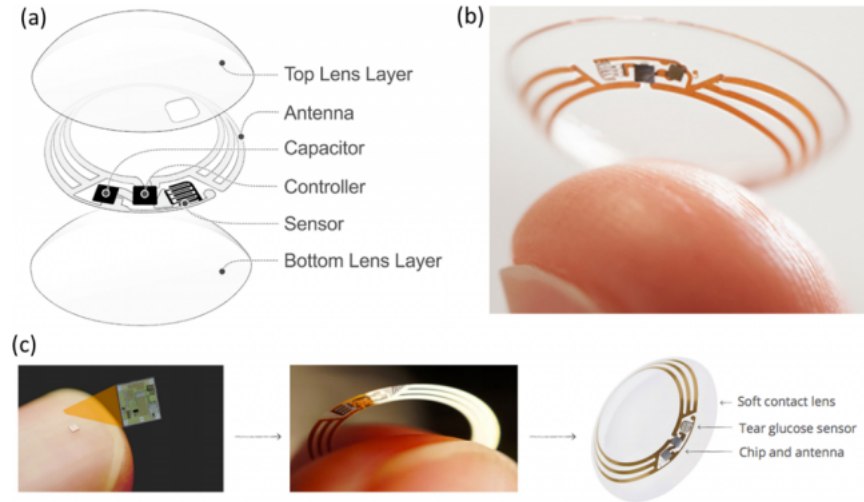 (a)
Top Lens Layer
Antenna
Capacitor
Controller
Sensor
Bottom Lens Layer
(b)
(c)
Soft contact lens
Tear glucose sensor
Chip and antenna